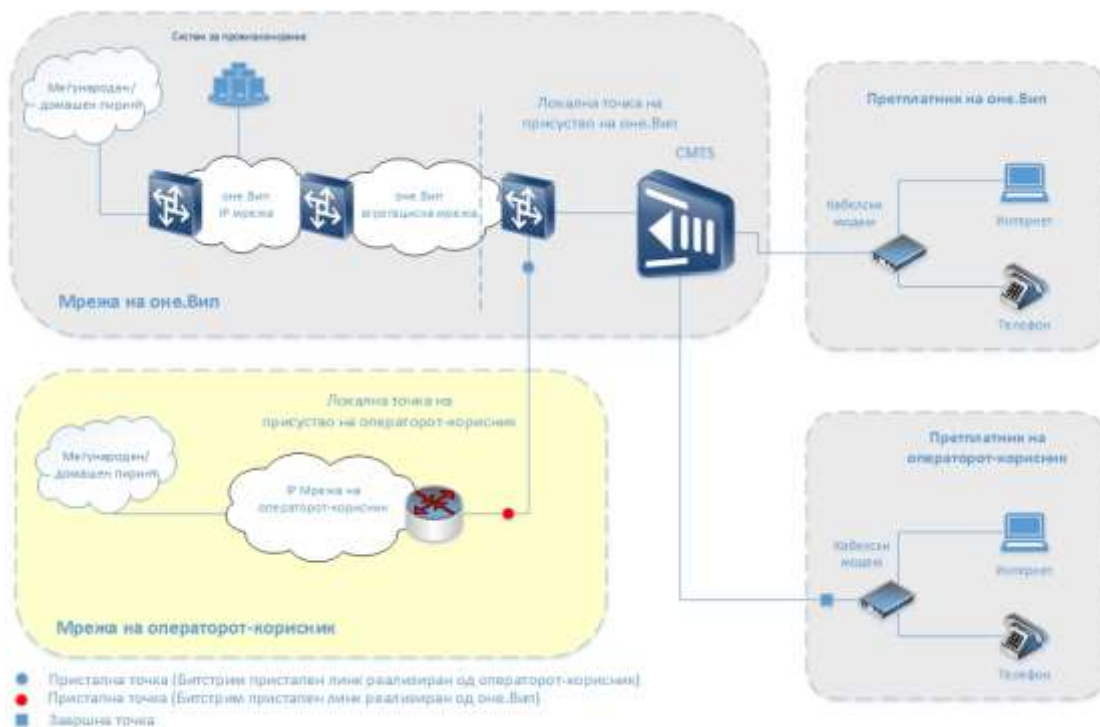 Систем за провизионирање
Меѓународен/
домашен пиринг
Локална точка на
присуство на оне.Вип
CMTS
оне.Вип
IP мрежа
оне.Вип
агрегациска мрежа
Мрежа на оне.Вип
Претплатник на оне.Вип
Кабелски
модем
Интернет
Телефон
Локална точка на
присуство на операторот-корисник
Меѓународен/
домашен пиринг
IP Мрежа на
операторот-корисник
Мрежа на операторот-корисник
Претплатник на
операторот-корисник
Кабелски
модем
Интернет
Телефон
Пристапна точка (Битстрим пристапен линк реализиран од операторот-корисник)
Пристапна точка (Битстрим пристапен линк реализиран од оне.Вип)
Завршна точка